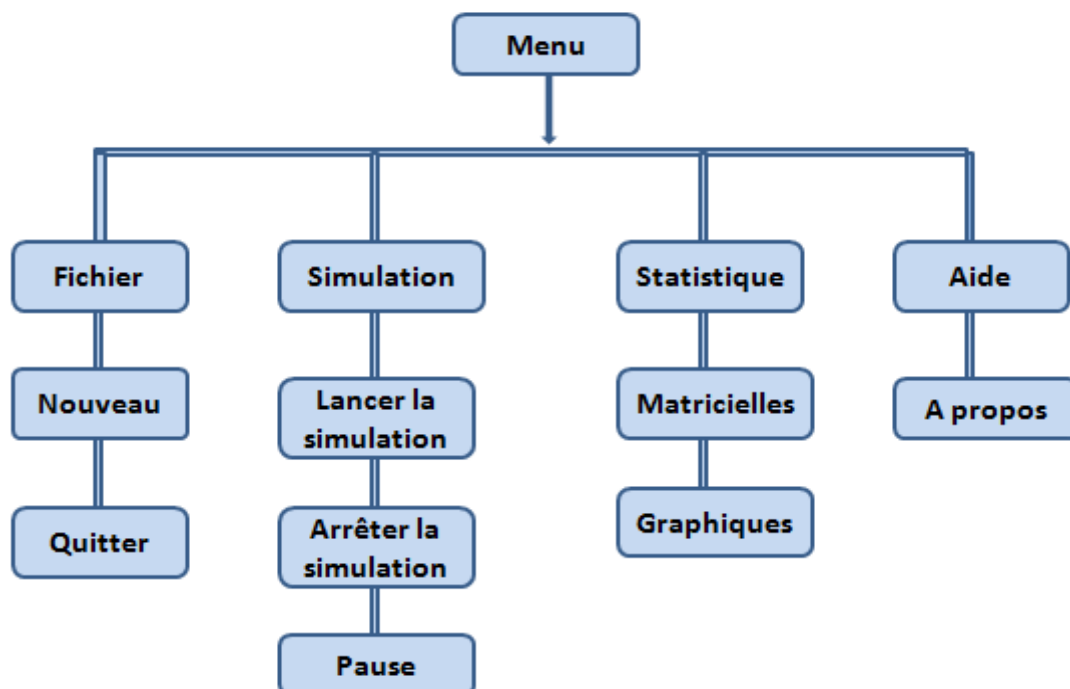 Menu
Fichier
Simulation
Statistique
Aide
Nouveau
Lancer la
simulation
Matricielles
A propos
Quitter
Arrêter la
simulation
Graphiques
Pause